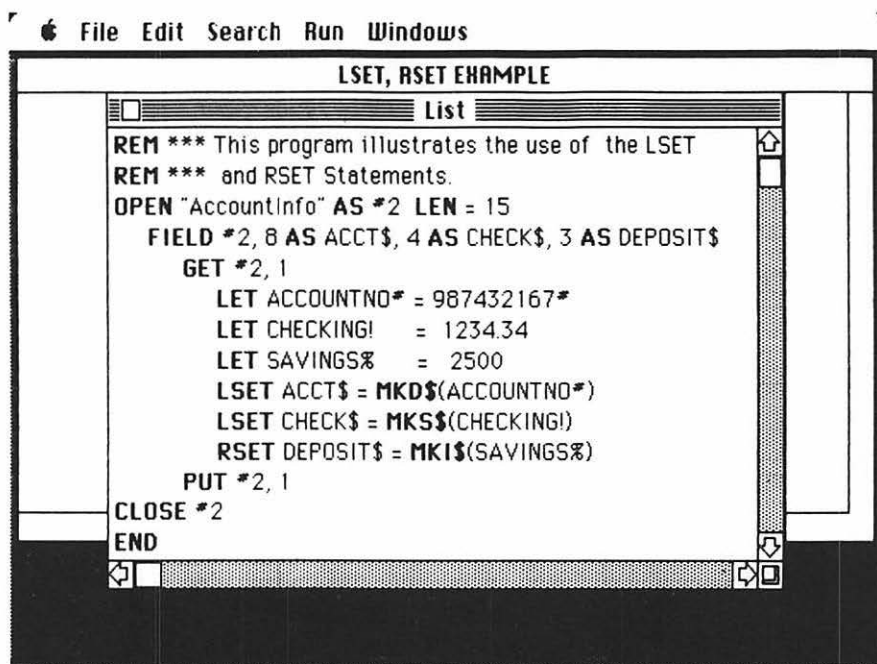 File Edit Search Run Windows
LSET, RSET EXAMPLE
List
REM *** This program illustrates the use of the LSET
REM *** and RSET Statements.
OPEN "AccountInfo" AS #2 LEN = 15
FIELD #2, 8 AS ACCT$, 4 AS CHECK$, 3 AS DEPOSIT$
GET #2, 1
LET ACCOUNTNO# = 987432167#
LET CHECKING! = 1234.34
LET SAVINGS% = 2500
LSET ACCT$ = MKD$(ACCOUNTNO#)
LSET CHECK$ = MKS$(CHECKING!)
RSET DEPOSIT$ = MKI$(SAVINGS%)
PUT #2, 1
CLOSE #2
END